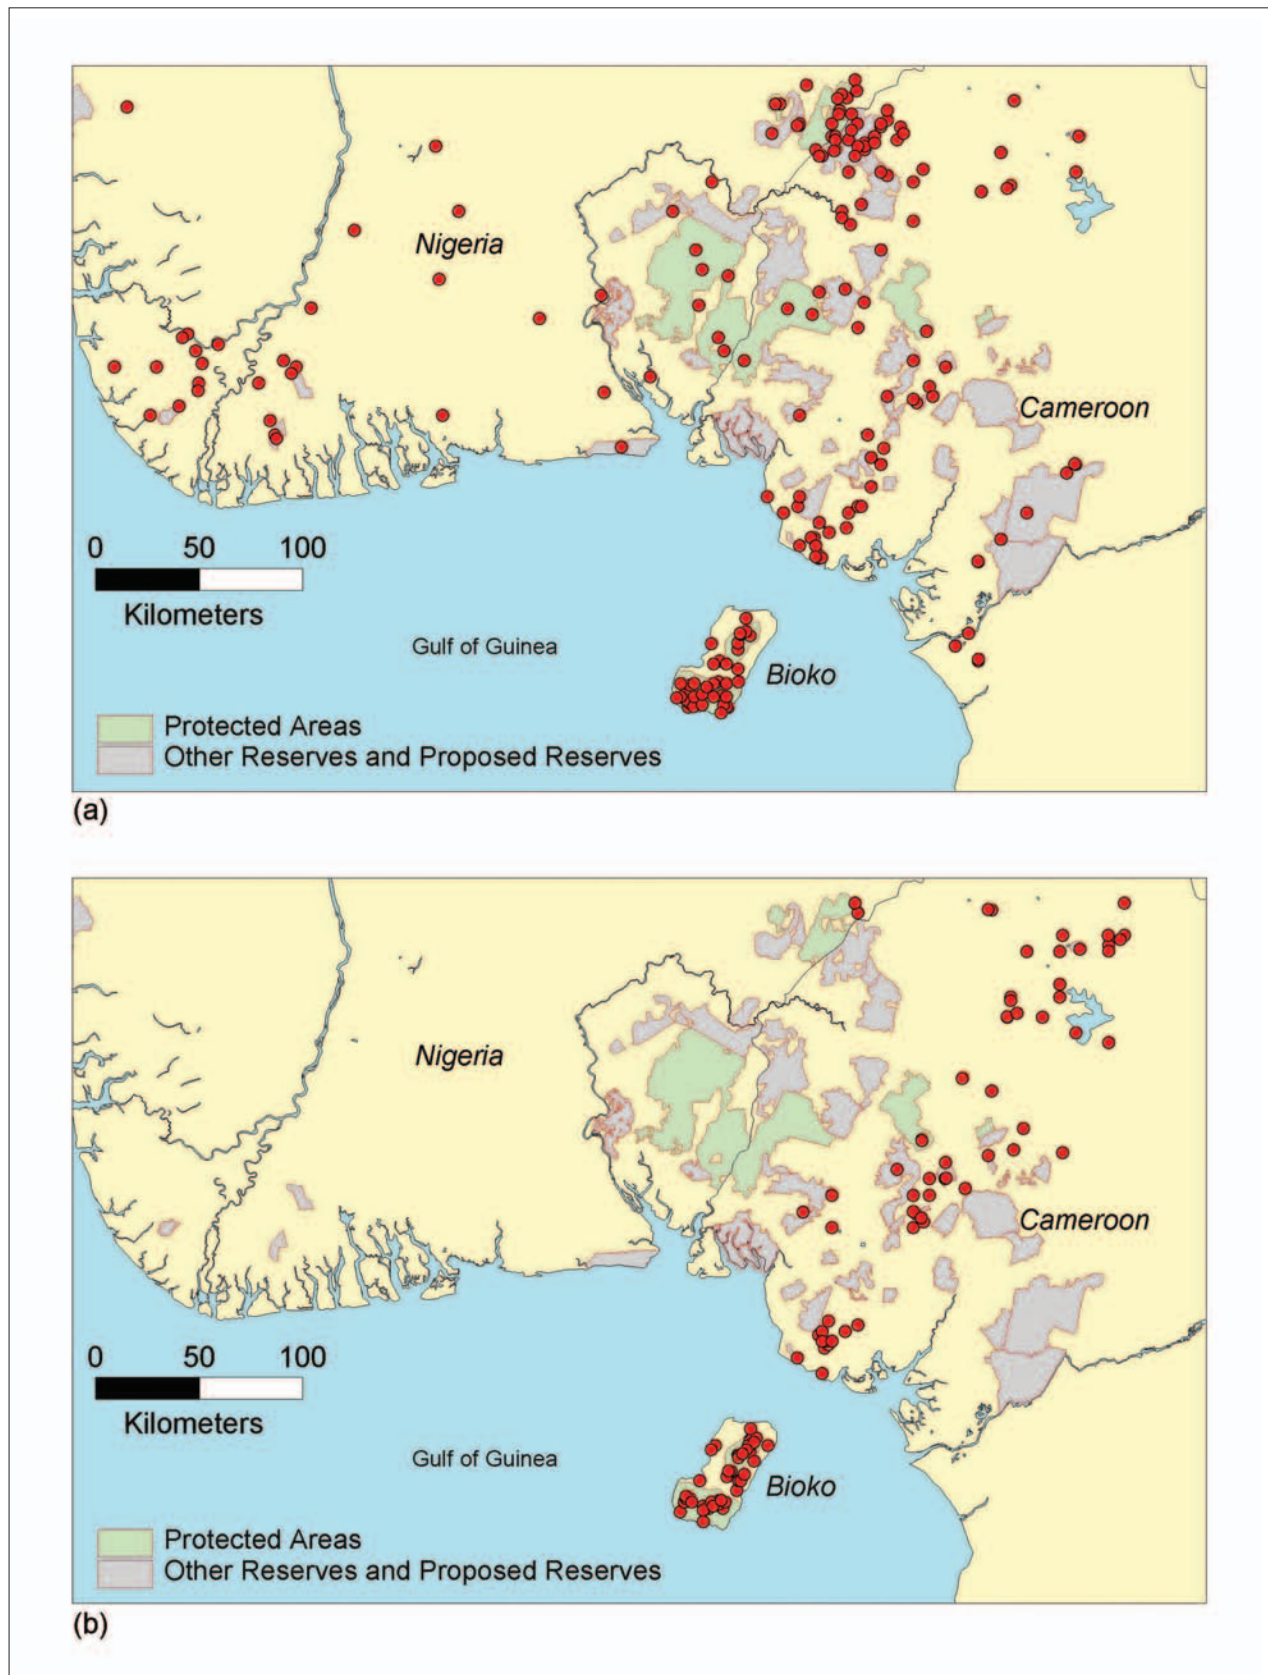 Nigeria
Cameroon
0 50 100
Kilometers
Gulf of Guinea
Bioko
Protected Areas
Other Reserves and Proposed Reserves
(a)
Nigeria
Cameroon
0 50 100
Kilometers
Gulf of Guinea
Bioko
Protected Areas
Other Reserves and Proposed Reserves
(b)